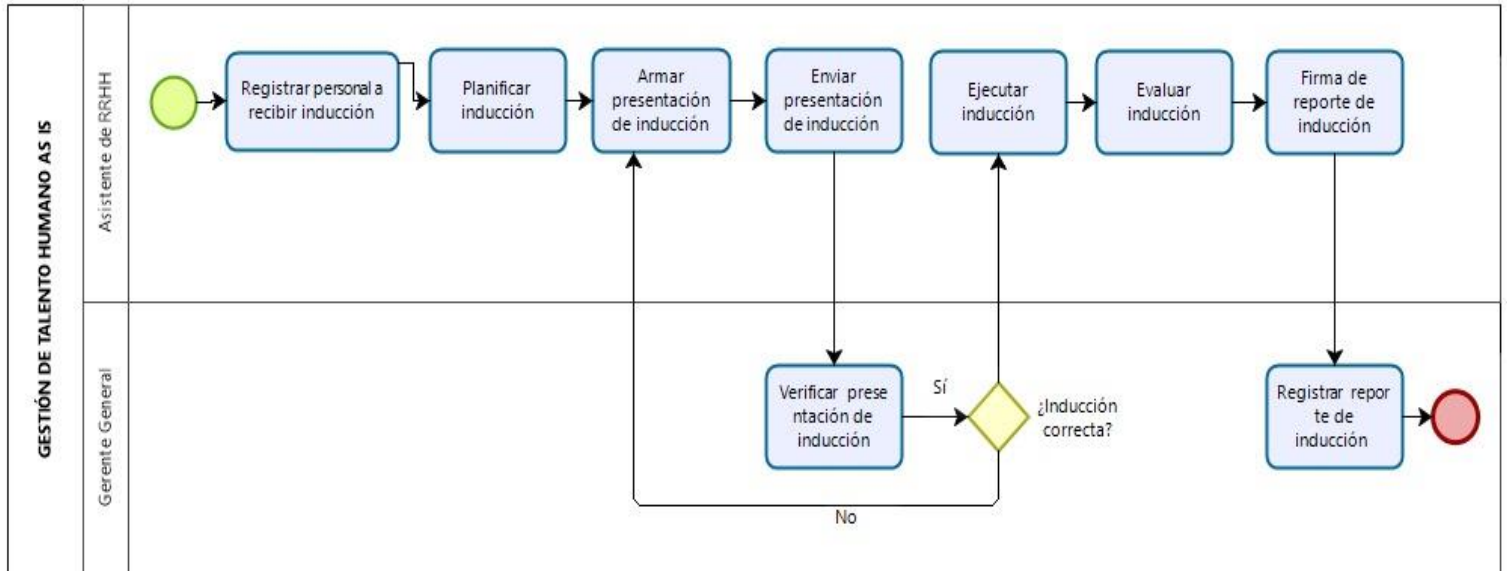 GESTIÓN DE TALENTO HUMANO AS IS
Asistente de RRHH
Registrar personal a
recibir inducción
Planificar
inducción
Armar
presentación
de inducción
Enviar
presentación
de inducción
Ejecutar
inducción
Evaluar
inducción
Firma de
reporte de
inducción
Gerente General
Verificar prese
ntación de
inducción
Sí
¿Inducción
correcta?
No
Registrar repor
te de
inducción